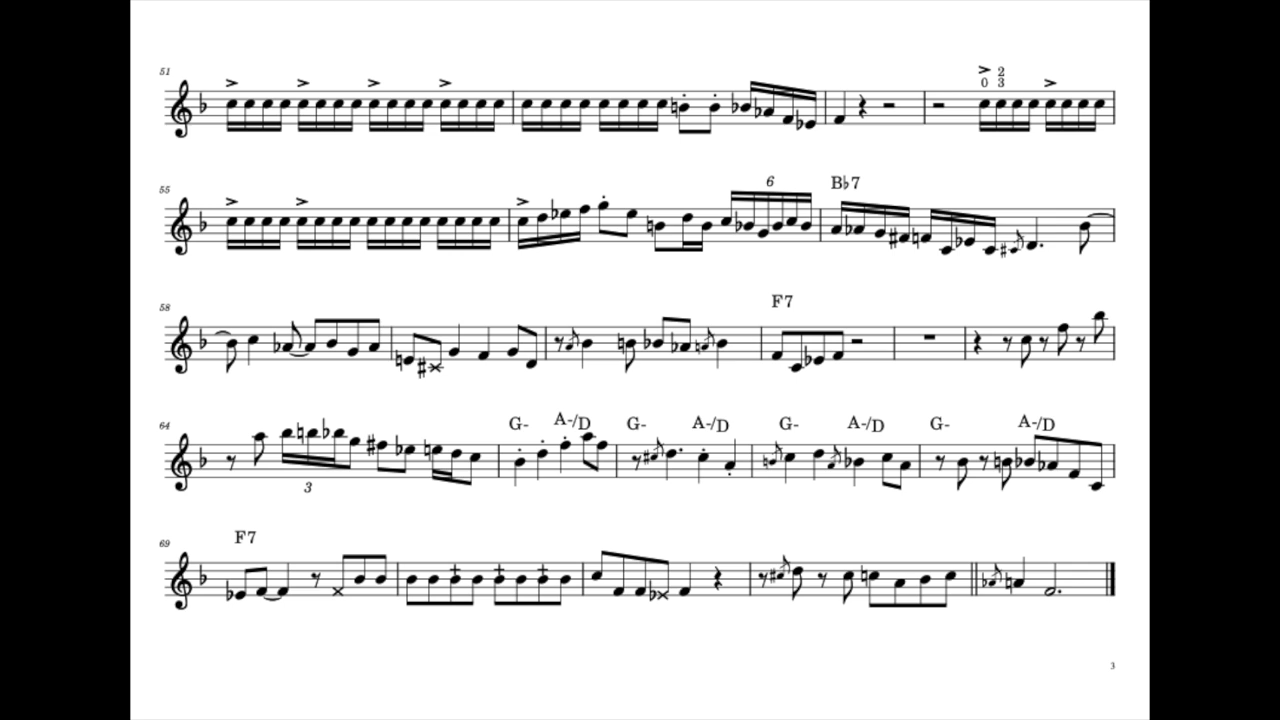 51
0 2
3
55
6
B♭7
58
F7
64
G- A-/D G- A-/D G- A-/D G- A-/D
3
69
F7
3